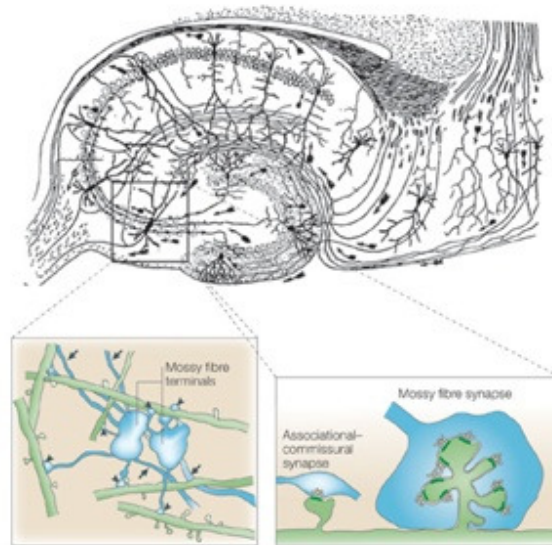 Mossy fibre
terminals
Mossy fibre synapse
Associational–
commissural
synapse